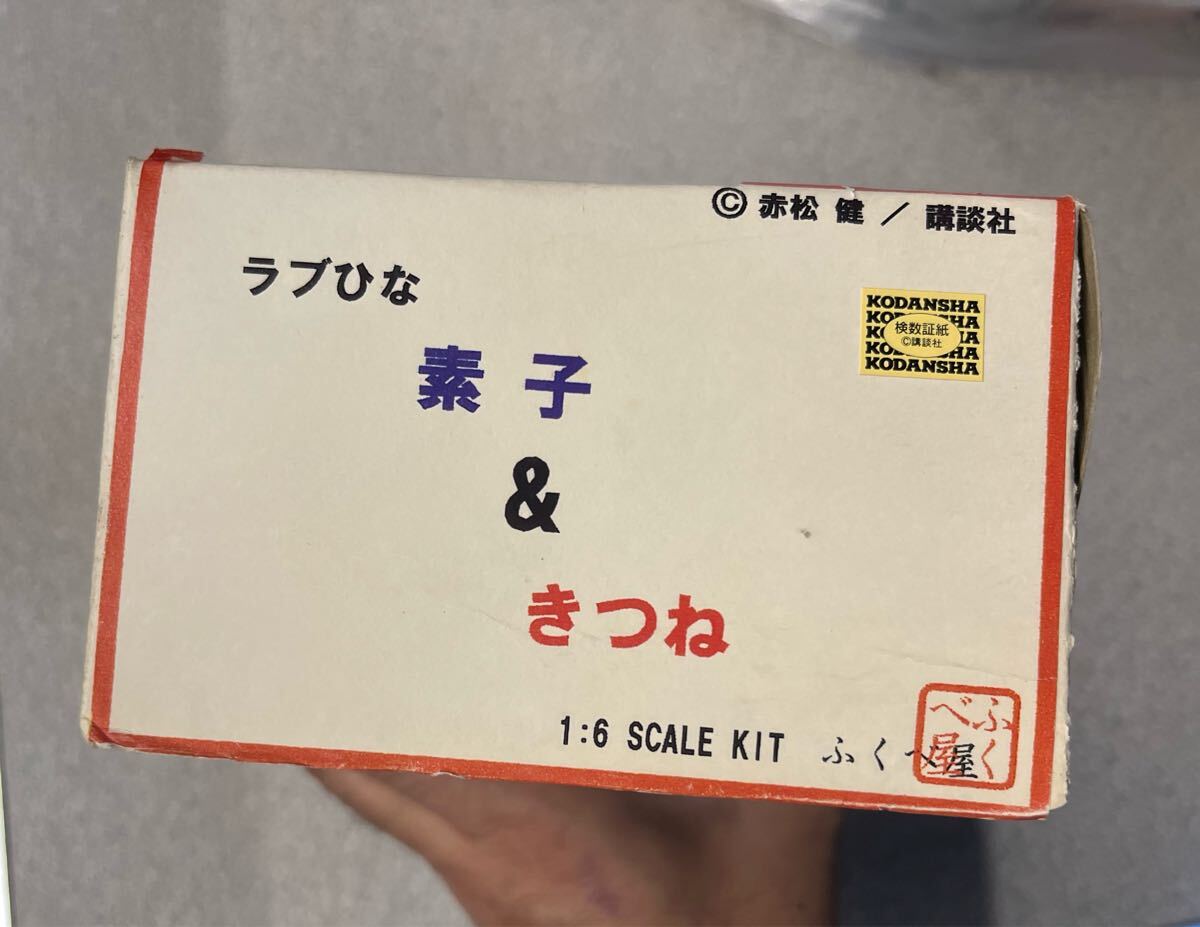 © 赤松 健 / 講談社
ラブひな
KODANSHA
KODANSHA
KODANSHA
KODANSHA
KODANSHA
検数証紙
©講談社
素子
&
きつね
1:6 SCALE KIT ふくべ屋
ふく
べ屋